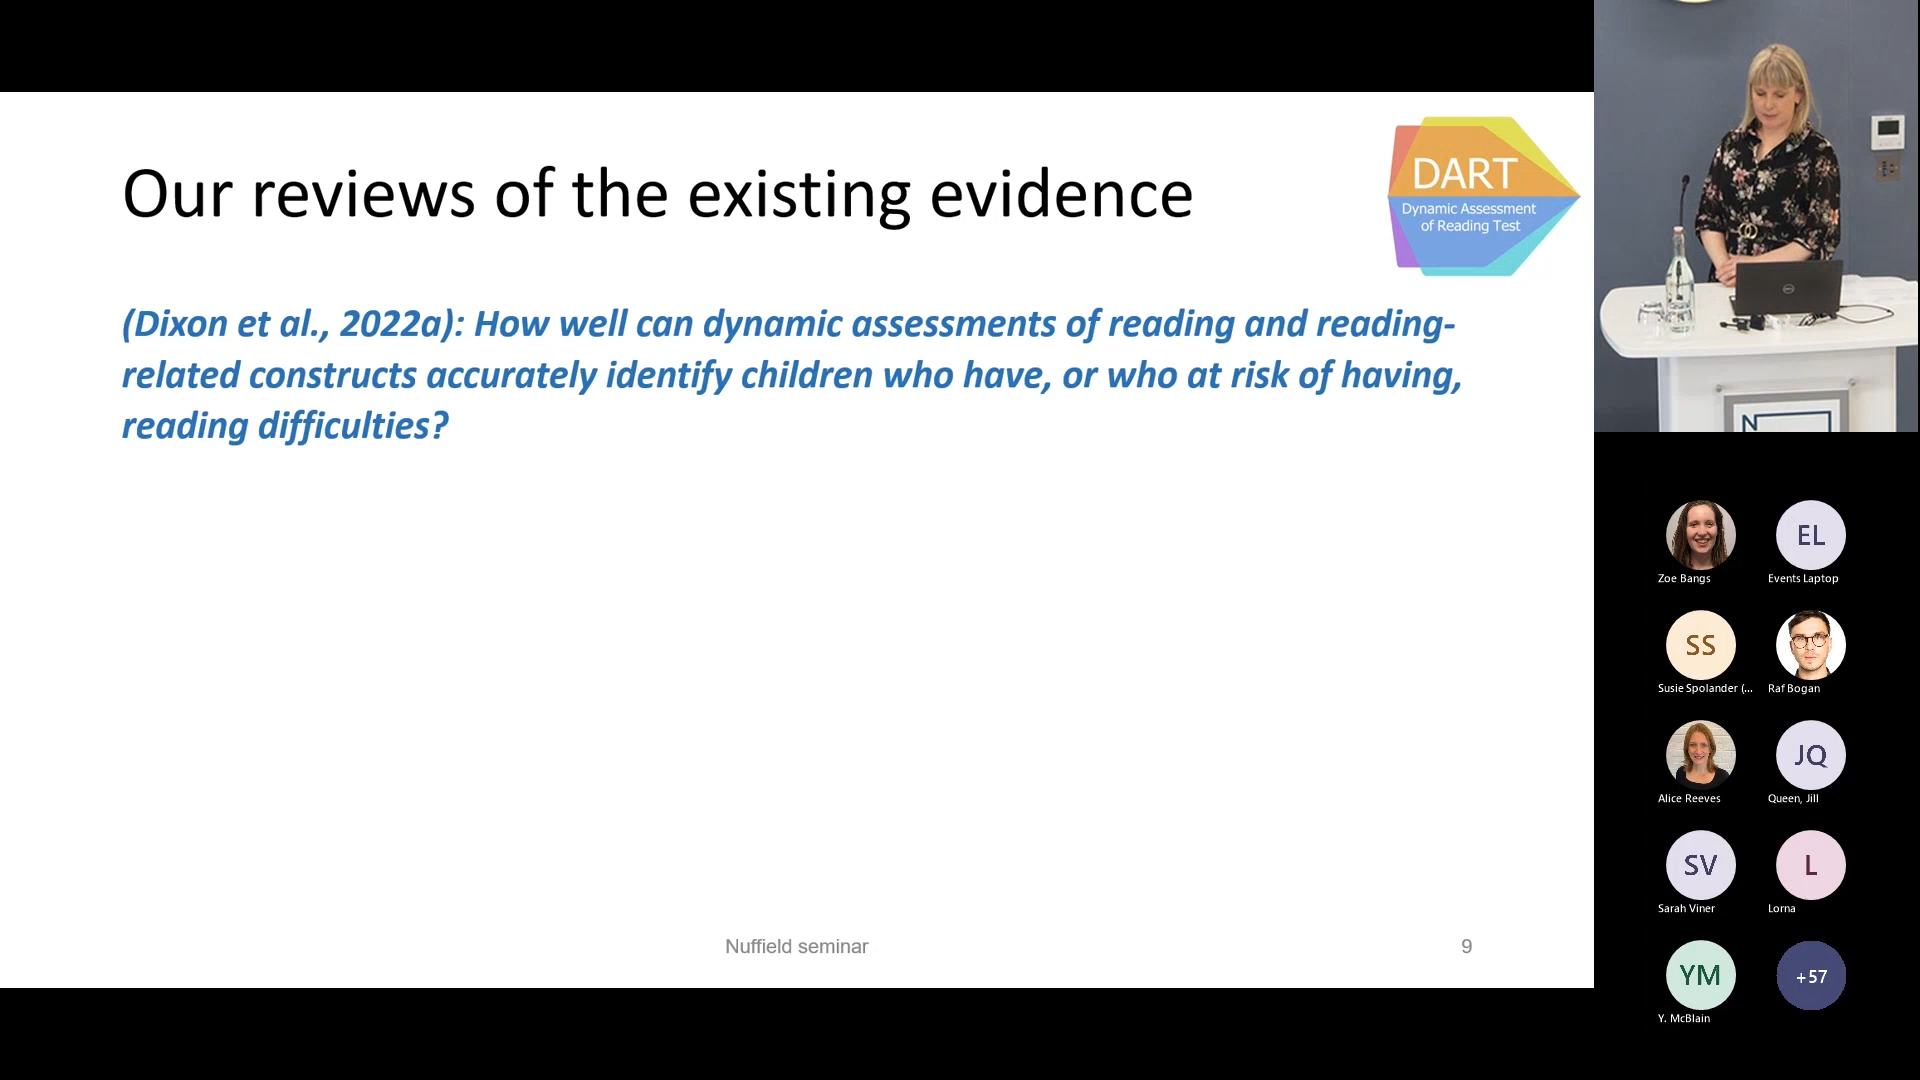 Our reviews of the existing evidence
DART
Dynamic Assessment
of Reading Test
(Dixon et al., 2022a): How well can dynamic assessments of reading and reading-
related constructs accurately identify children who have, or who at risk of having,
reading difficulties?
Nuffield seminar
9
N
EL
Zoe Bangs
Events Laptop
SS
Susie Spolander (...
Raf Bogan
JQ
Alice Reeves
Queen, Jill
SV
L
Sarah Viner
Lorna
YM
+57
Y. McBlain